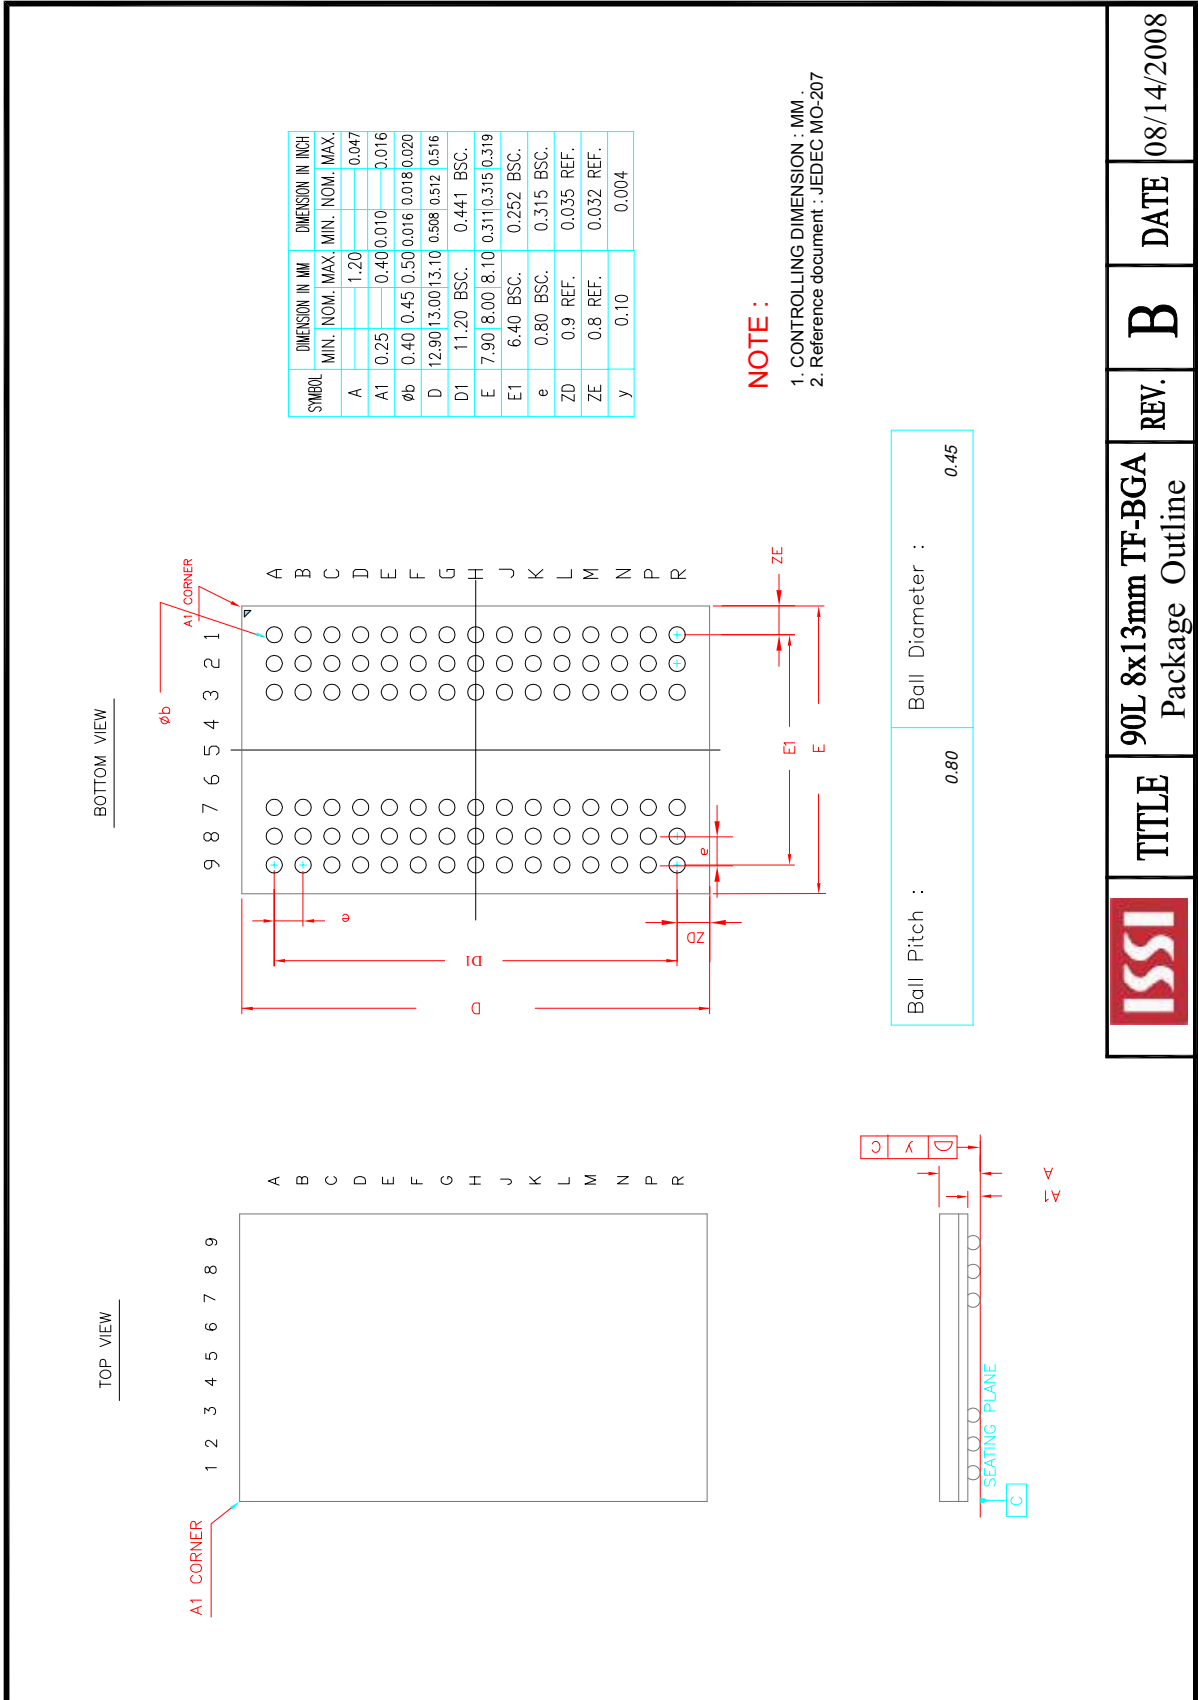 TOP VIEW
A1 CORNER
1 2 3 4 5 6 7 8 9
A
B
C
D
E
F
G
H
J
K
L
M
N
P
R
SEATING PLANE
C
y C
A1
A
BOTTOM VIEW
9 8 7 6 5 4 3 2 1
Øb
A1 CORNER
A
B
C
D
E
F
G
H
J
K
L
M
N
P
R
e
D1
D
ZD
e
E1
E
ZE
SYMBOL DIMENSION IN MM DIMENSION IN INCH
MIN. NOM. MAX. MIN. NOM. MAX.
A 1.20 0.047
A1 0.25 0.40 0.010 0.016
Øb 0.40 0.45 0.50 0.016 0.018 0.020
D 12.90 13.00 13.10 0.508 0.512 0.516
D1 11.20 BSC. 0.441 BSC.
E 7.90 8.00 8.10 0.311 0.315 0.319
E1 6.40 BSC. 0.252 BSC.
e 0.80 BSC. 0.315 BSC.
ZD 0.9 REF. 0.035 REF.
ZE 0.8 REF. 0.032 REF.
y 0.10 0.004
NOTE :
1. CONTROLLING DIMENSION : MM .
2. Reference document : JEDEC MO-207
Ball Pitch : 0.80
Ball Diameter : 0.45
ISSI
TITLE
90L 8x13mm TF-BGA
Package Outline
REV.
B
DATE
08/14/2008